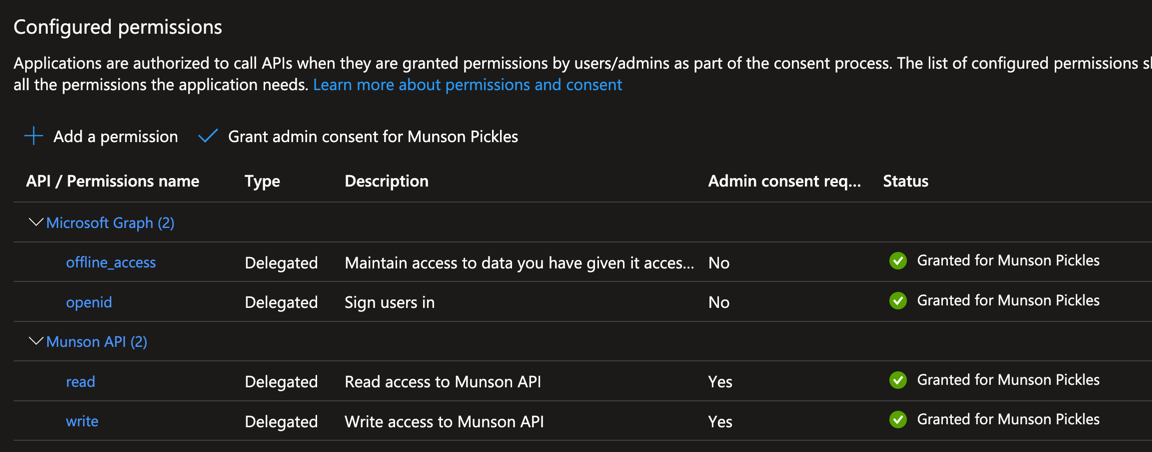 Configured permissions
Applications are authorized to call APIs when they are granted permissions by users/admins as part of the consent process. The list of configured permissions
all the permissions the application needs. Learn more about permissions and consent
Add a permission Grant admin consent for Munson Pickles
API / Permissions name Type Description Admin consent req... Status
Microsoft Graph (2)
offline_access Delegated Maintain access to data you have given it acces... No Granted for Munson Pickles
openid Delegated Sign users in No Granted for Munson Pickles
Munson API (2)
read Delegated Read access to Munson API Yes Granted for Munson Pickles
write Delegated Write access to Munson API Yes Granted for Munson Pickles